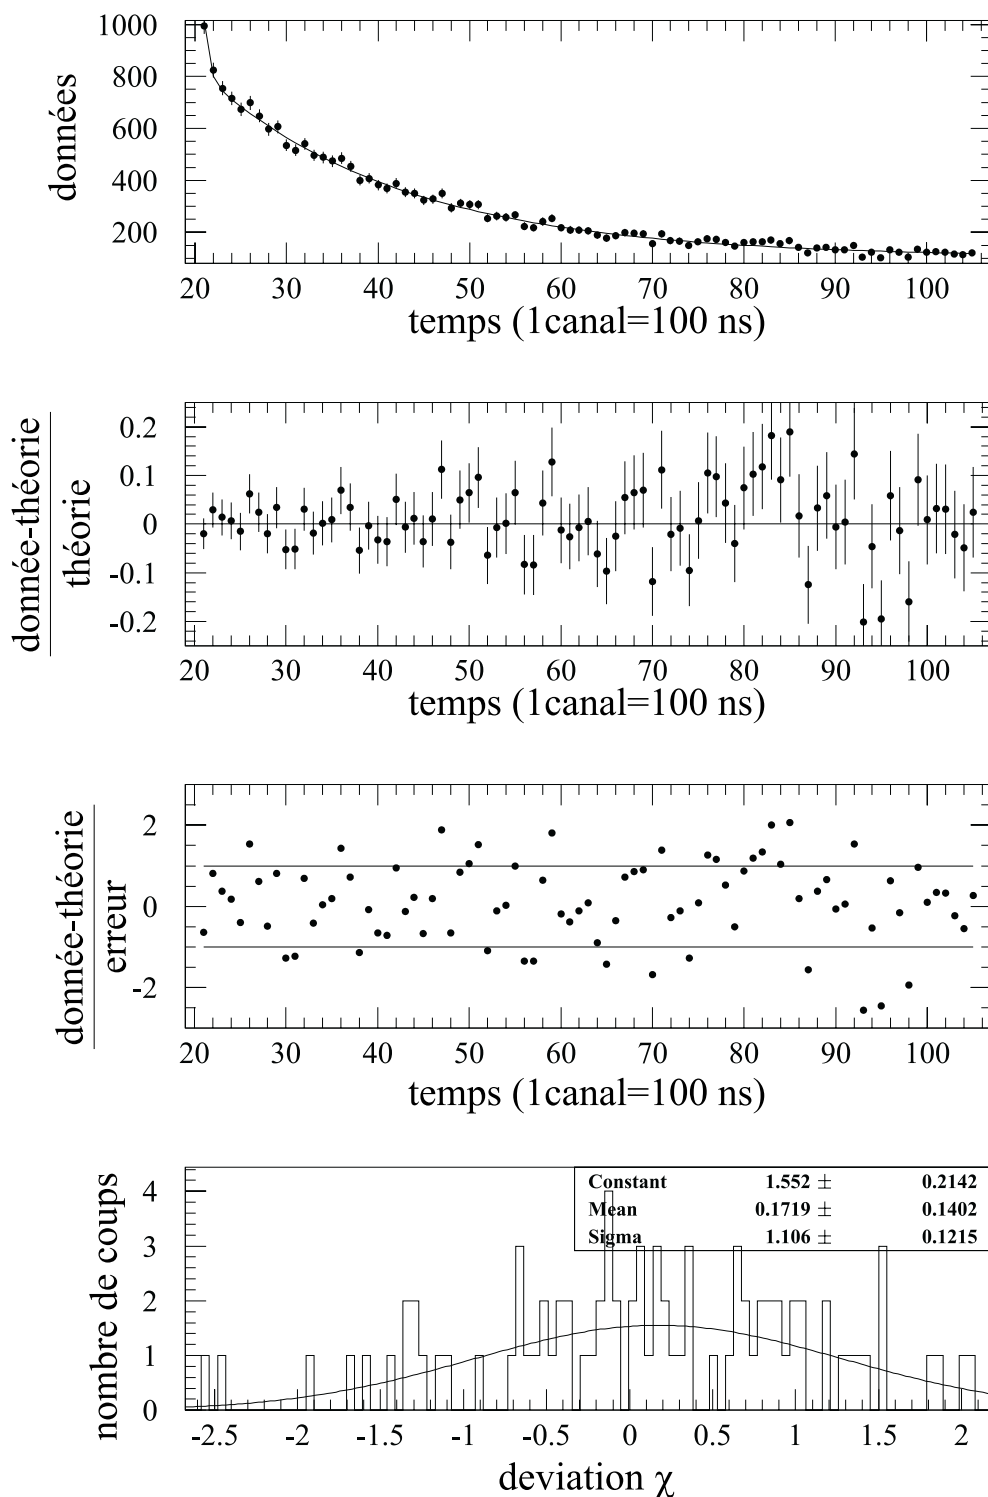 1000
800
600
400
200
données
20 30 40 50 60 70 80 90 100
temps (1canal=100 ns)
0.2
0.1
0
-0.1
-0.2
donnée-théorie
théorie
20 30 40 50 60 70 80 90 100
temps (1canal=100 ns)
2
0
-2
donnée-théorie
erreur
20 30 40 50 60 70 80 90 100
temps (1canal=100 ns)
4
3
2
1
0
nombre de coups
Constant 1.552 ± 0.2142
Mean 0.1719 ± 0.1402
Sigma 1.106 ± 0.1215
-2.5 -2 -1.5 -1 -0.5 0 0.5 1 1.5 2
deviation χ